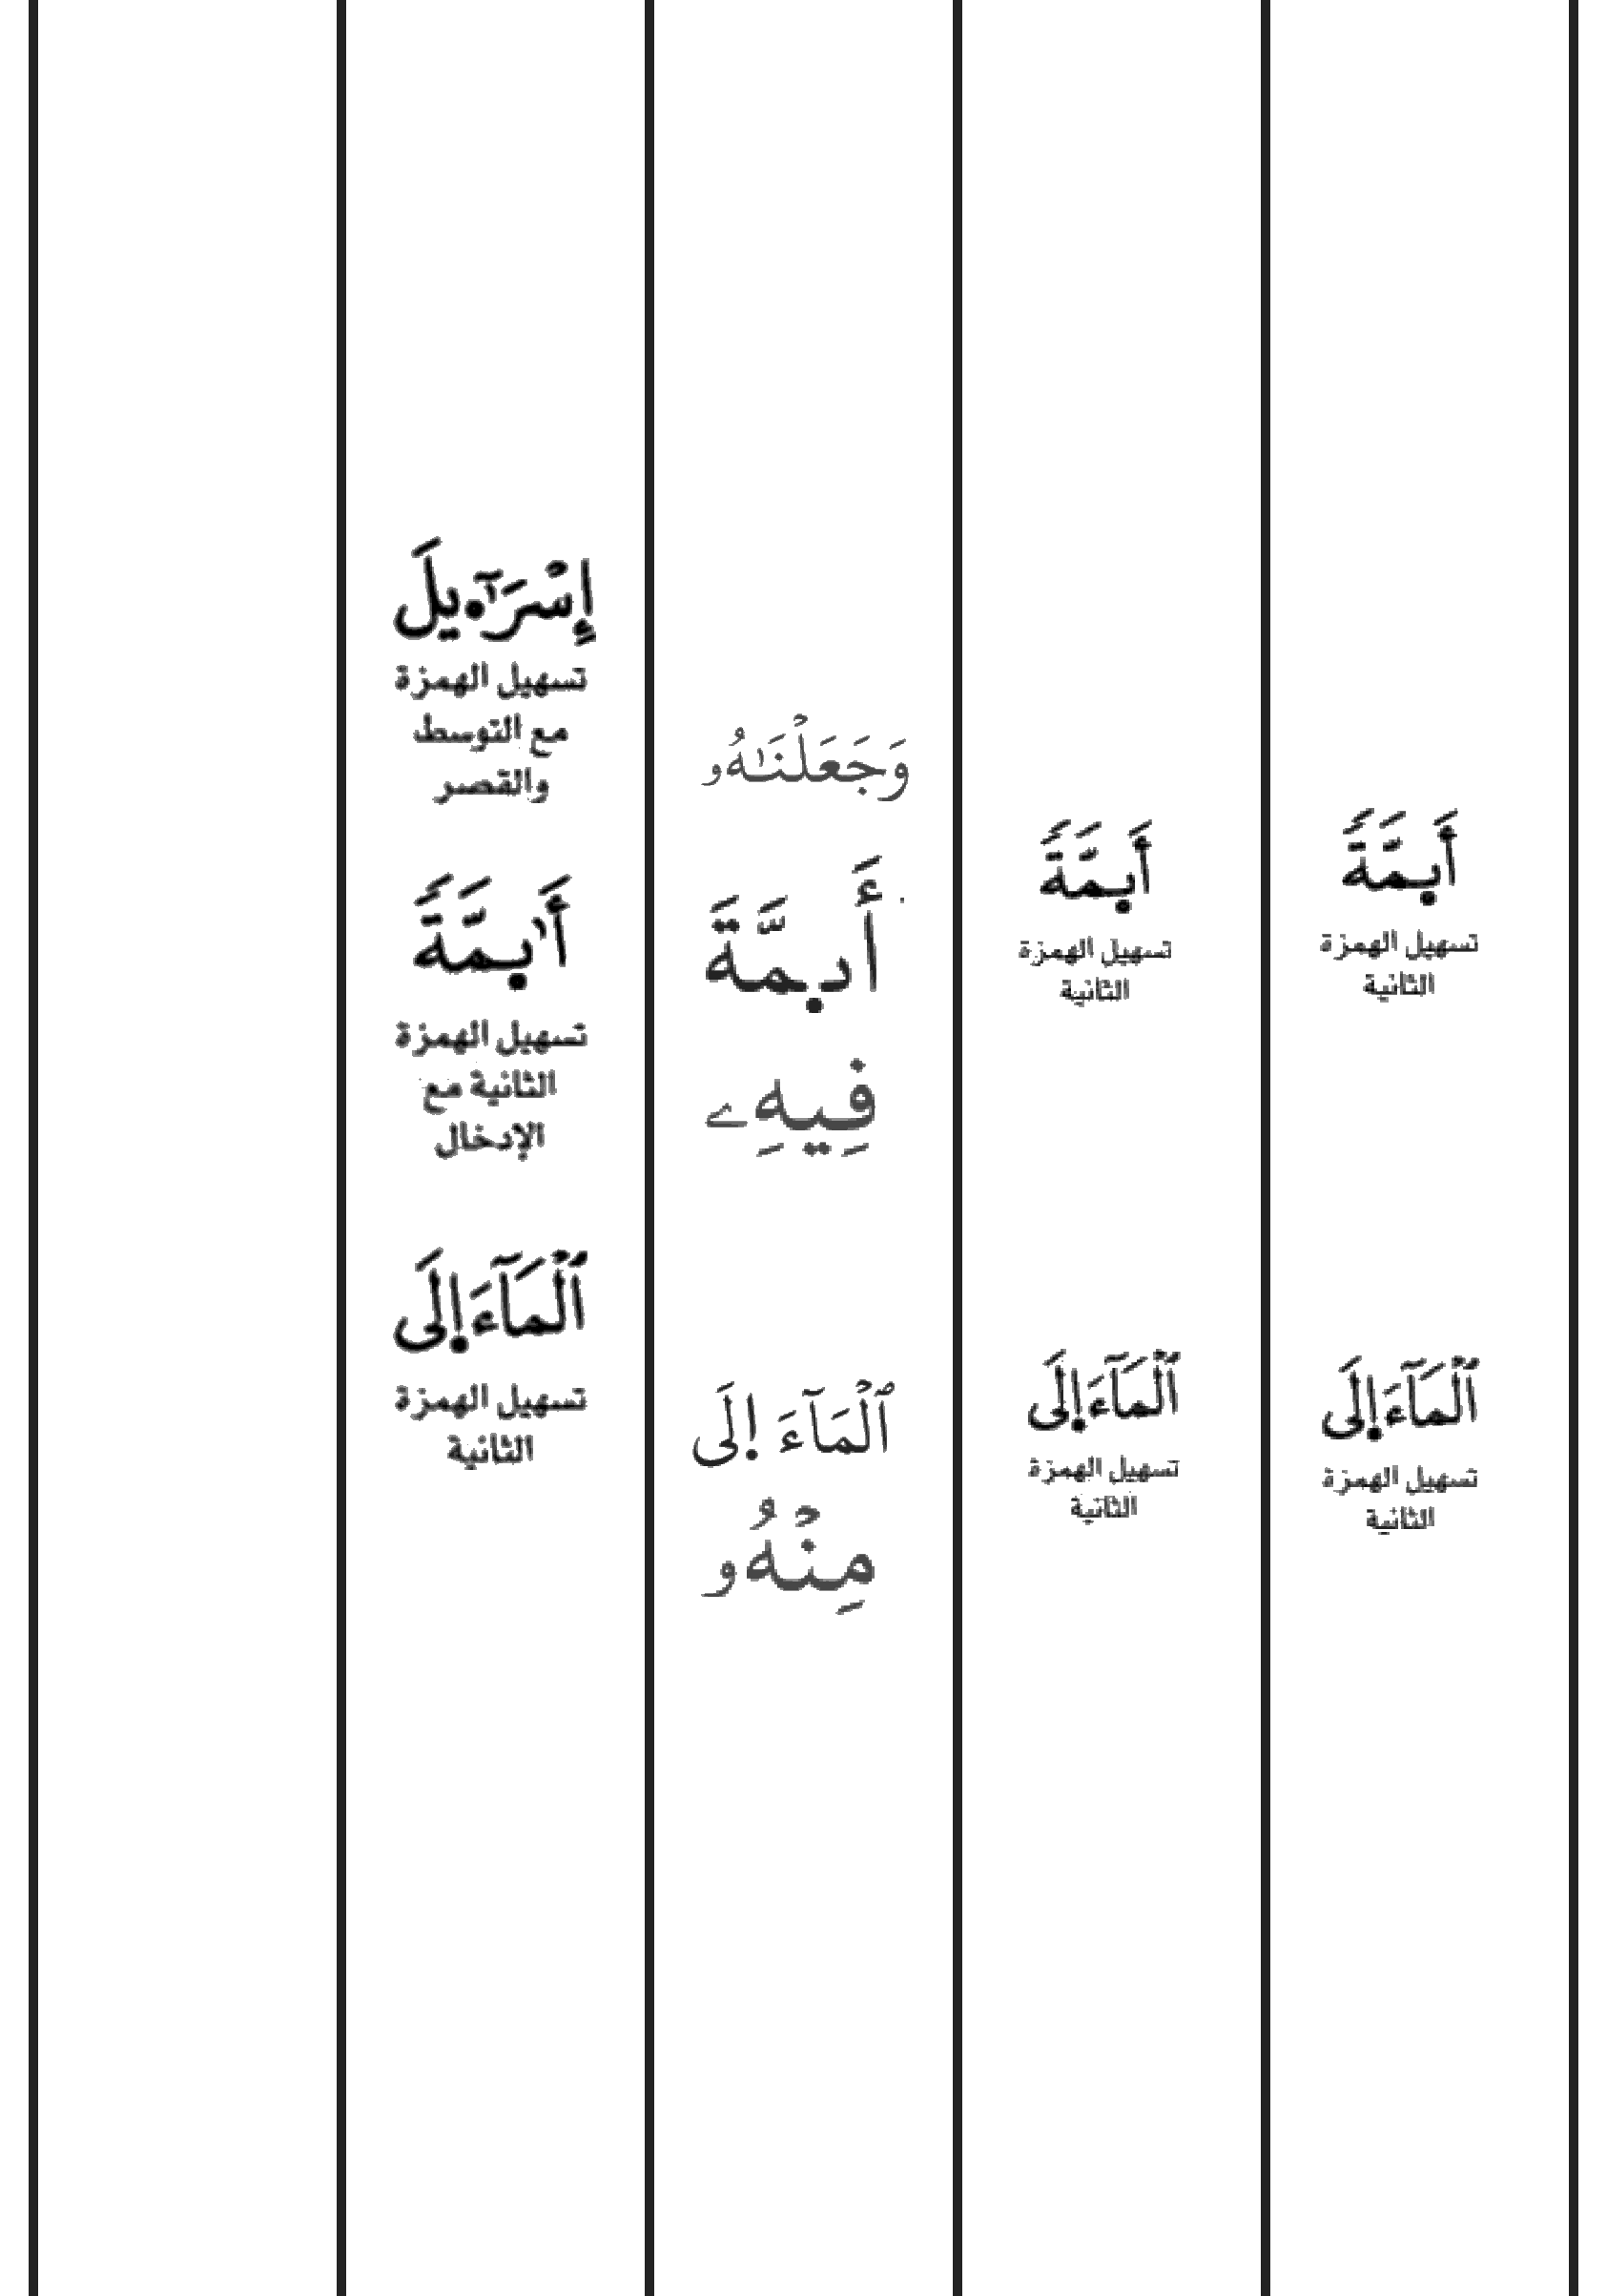 أَى۪مَّةً
تسهيل الهمزة
الثانية
ٱلْمَآءَ ا۪لَى
تسهيل الهمزة
الثانية
أَى۪مَّةً
تسهيل الهمزة
الثانية
ٱلْمَآءَ ا۪لَى
تسهيل الهمزة
الثانية
وَجَعَلْنَٰهُۥ
أَى۪مَّةَ
فِيهِۦ
ٱلْمَآءَ ا۪لَى
مِنْهُۥ
إِسْرَٰ۪ٓيلَ
تسهيل الهمزة
مع التوسط
والقصر
أَٰى۪مَّةً
تسهيل الهمزة
الثانية مع
الإدخال
ٱلْمَآءَ ا۪لَى
تسهيل الهمزة
الثانية